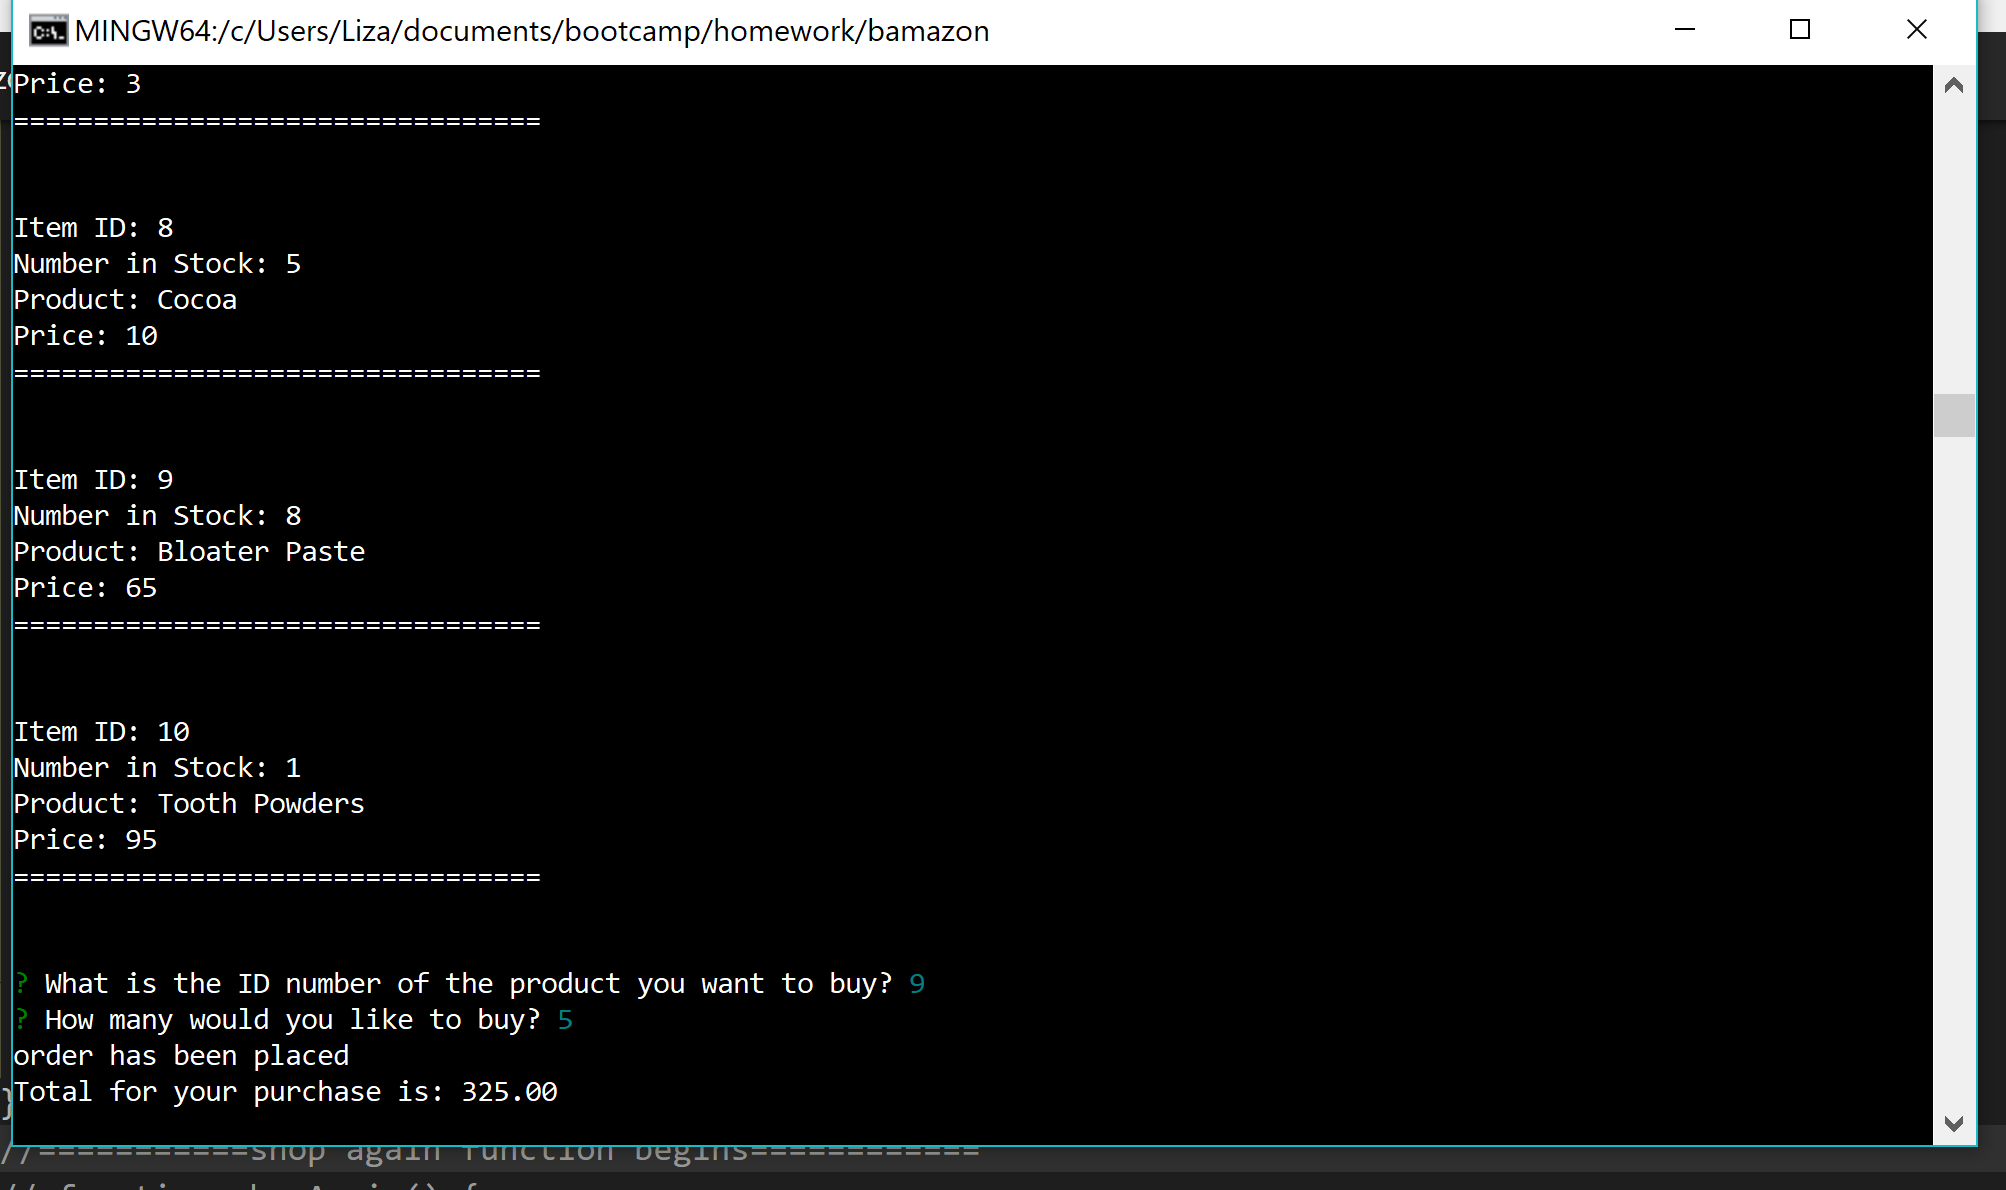 MINGW64:/c/Users/Liza/documents/bootcamp/homework/bamazon
Price: 3
=================================
Item ID: 8
Number in Stock: 5
Product: Cocoa
Price: 10
=================================
Item ID: 9
Number in Stock: 8
Product: Bloater Paste
Price: 65
=================================
Item ID: 10
Number in Stock: 1
Product: Tooth Powders
Price: 95
=================================
? What is the ID number of the product you want to buy? 9
? How many would you like to buy? 5
order has been placed
Total for your purchase is: 325.00
}
//===========shop again function begins============